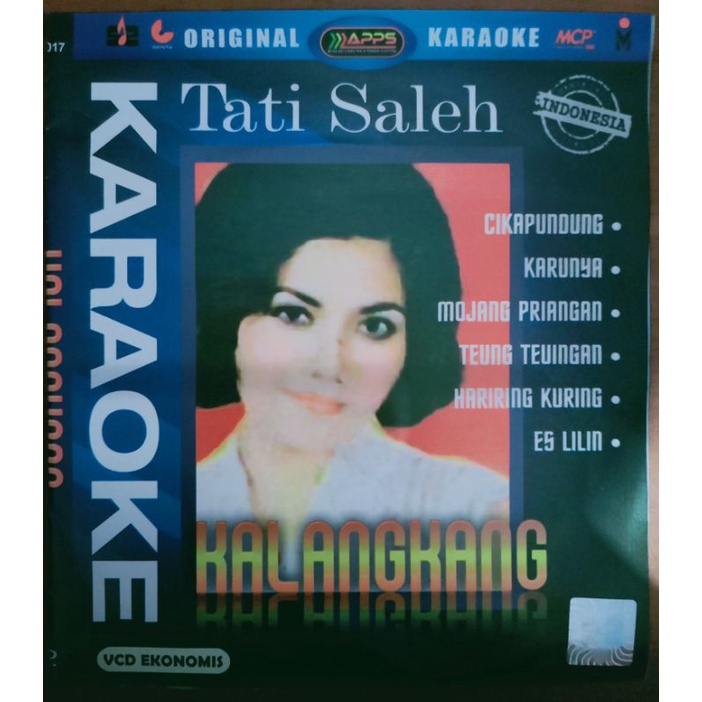 017
ORIGINAL APPS KARAOKE MCP
Tati Saleh
INDONESIA
KARAOKE
CIKAPUNDUNG •
KARUNYA •
MOJANG PRIANGAN •
TEUNG TEUINGAN •
HARIRING KURING •
ES LILIN •
KALANGKANG
VCD EKONOMIS